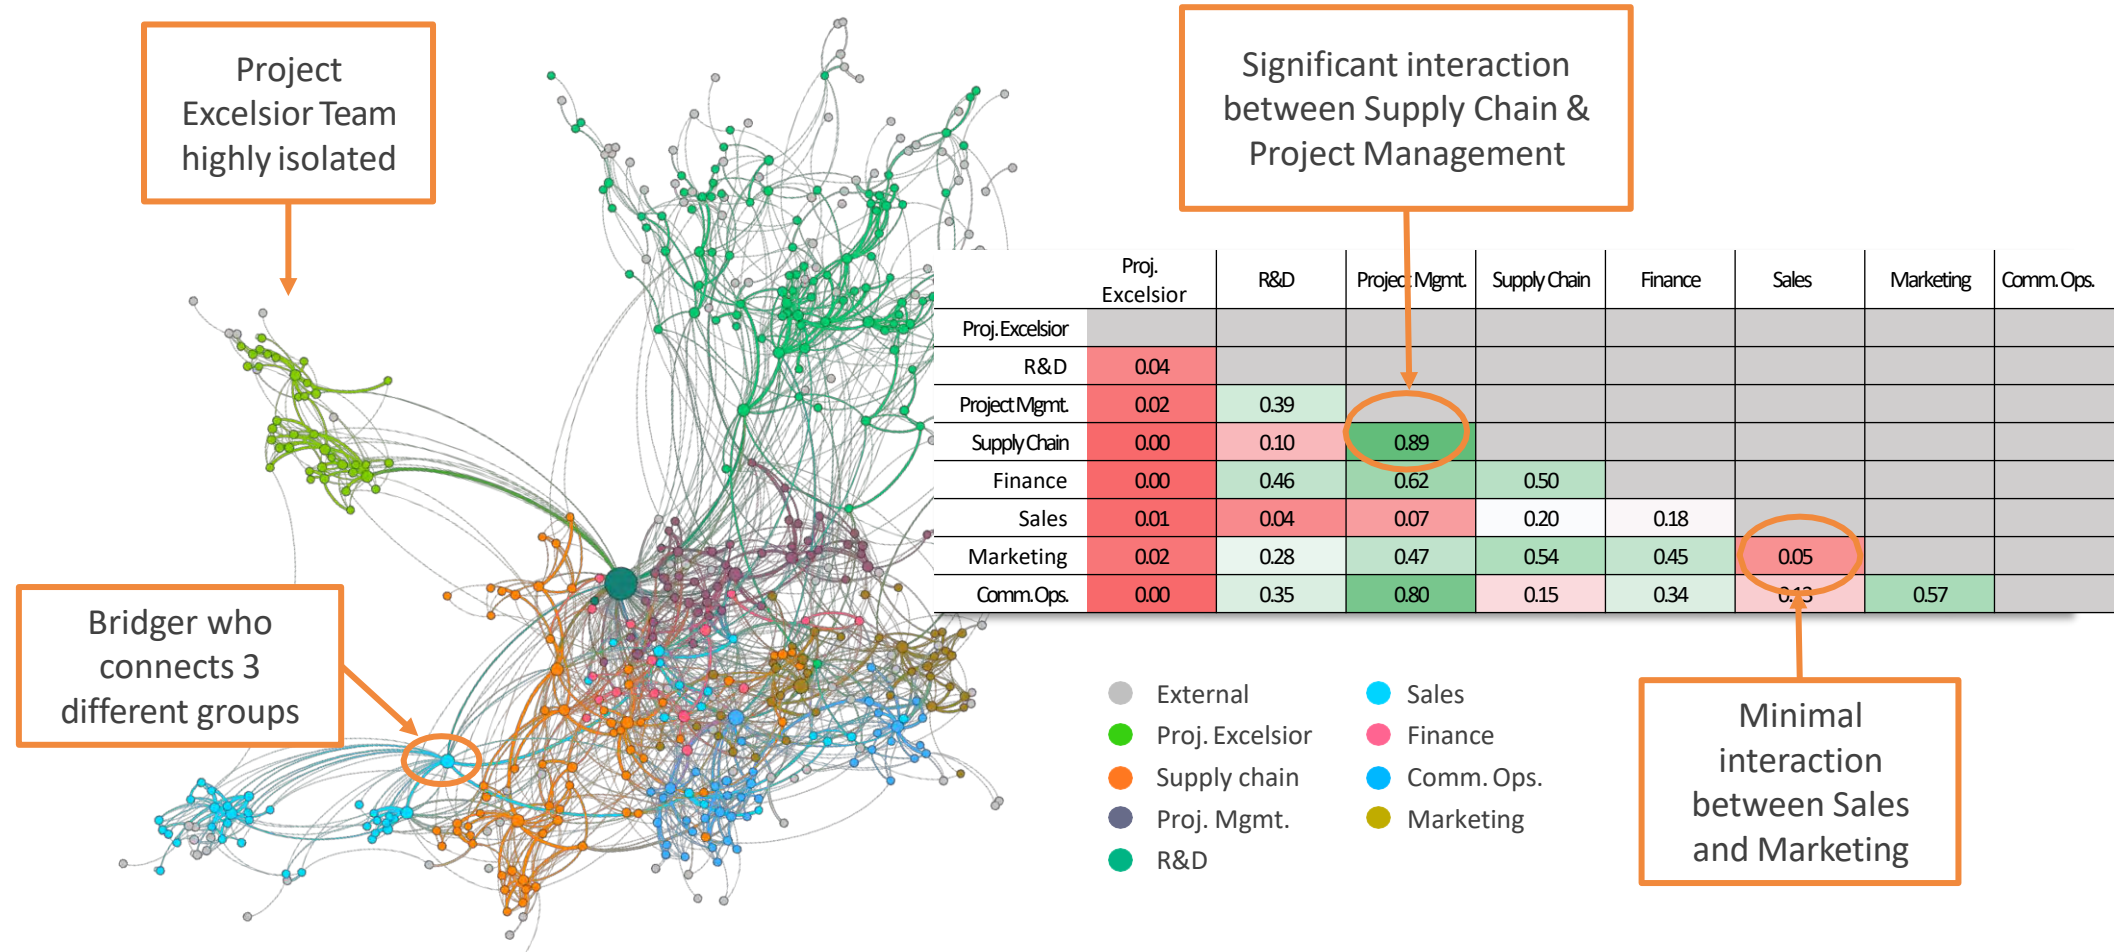 Project
Excelsior Team
highly isolated
Significant interaction
between Supply Chain &
Project Management
Proj.
Excelsior
R&D
Project Mgmt.
Supply Chain
Finance
Sales
Marketing
Comm. Ops.
Proj. Excelsior
R&D 0.04
Project Mgmt. 0.02 0.39
Supply Chain 0.00 0.10 0.89
Finance 0.00 0.46 0.62 0.50
Sales 0.01 0.04 0.07 0.20 0.18
Marketing 0.02 0.28 0.47 0.54 0.45 0.05
Comm. Ops. 0.00 0.35 0.80 0.15 0.34 0.13 0.57
Bridger who
connects 3
different groups
External
Proj. Excelsior
Supply chain
Proj. Mgmt.
R&D
Sales
Finance
Comm. Ops.
Marketing
Minimal
interaction
between Sales
and Marketing